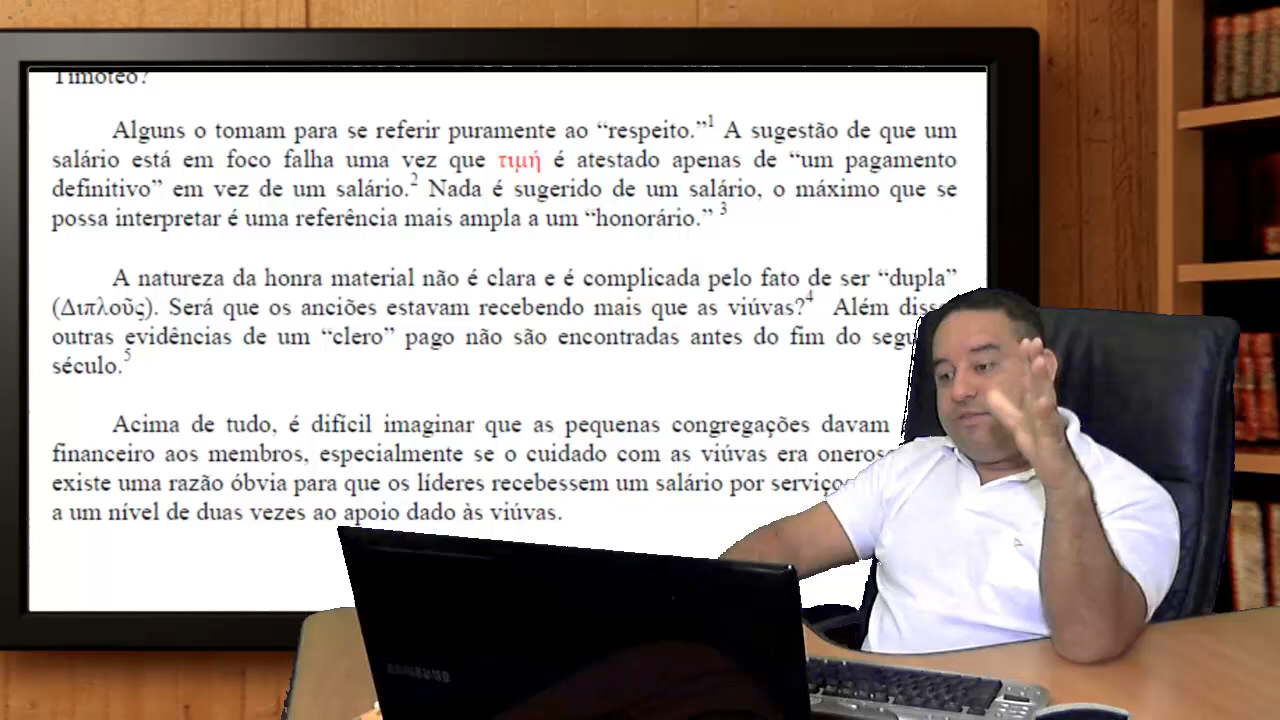 Timóteo?
Alguns o tomam para se referir puramente ao “respeito.”1 A sugestão de que um
salário está em foco falha uma vez que τιμή é atestado apenas de “um pagamento
definitivo” em vez de um salário.2 Nada é sugerido de um salário, o máximo que se
possa interpretar é uma referência mais ampla a um “honorário.” 3
A natureza da honra material não é clara e é complicada pelo fato de ser “dupla”
(Διπλοῦς). Será que os anciões estavam recebendo mais que as viúvas?4 Além
outras evidências de um “clero” pago não são encontradas antes do fim do
século.5
Acima de tudo, é difícil imaginar que as pequenas congregações davam
financeiro aos membros, especialmente se o cuidado com as viúvas era
existe uma razão óbvia para que os líderes recebessem um salário por
a um nível de duas vezes ao apoio dado às viúvas.
SAMSUNG